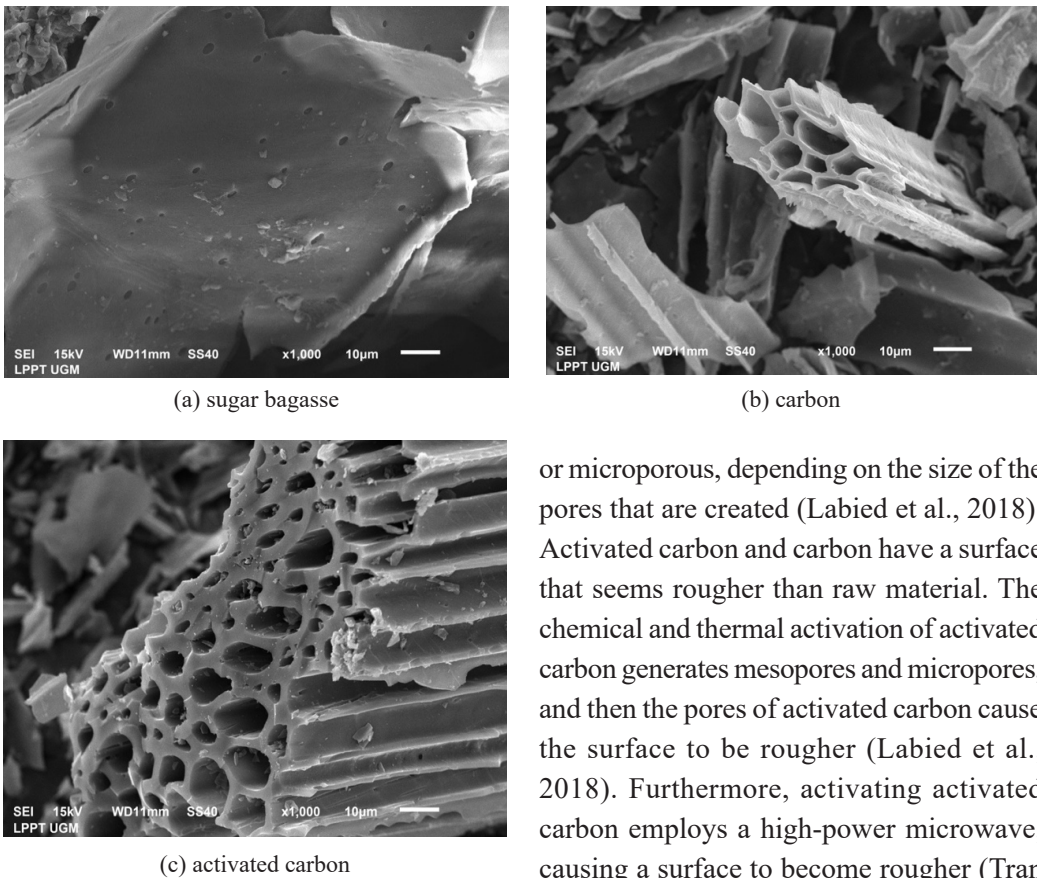 SEI 15kV WD11mm SS40 x1,000 10µm
LPPT UGM
SEI 15kV WD11mm SS40 x1,000 10µm
LPPT UGM
(a) sugar bagasse
(b) carbon
SEI 15kV WD11mm SS40 x1,000 10µm
LPPT UGM
(c) activated carbon
or microporous, depending on the size of the
pores that are created (Labied et al., 2018)
Activated carbon and carbon have a surface
that seems rougher than raw material. The
chemical and thermal activation of activated
carbon generates mesopores and micropores,
and then the pores of activated carbon cause
the surface to be rougher (Labied et al.,
2018). Furthermore, activating activated
carbon employs a high-power microwave,
causing a surface to become rougher (Tran